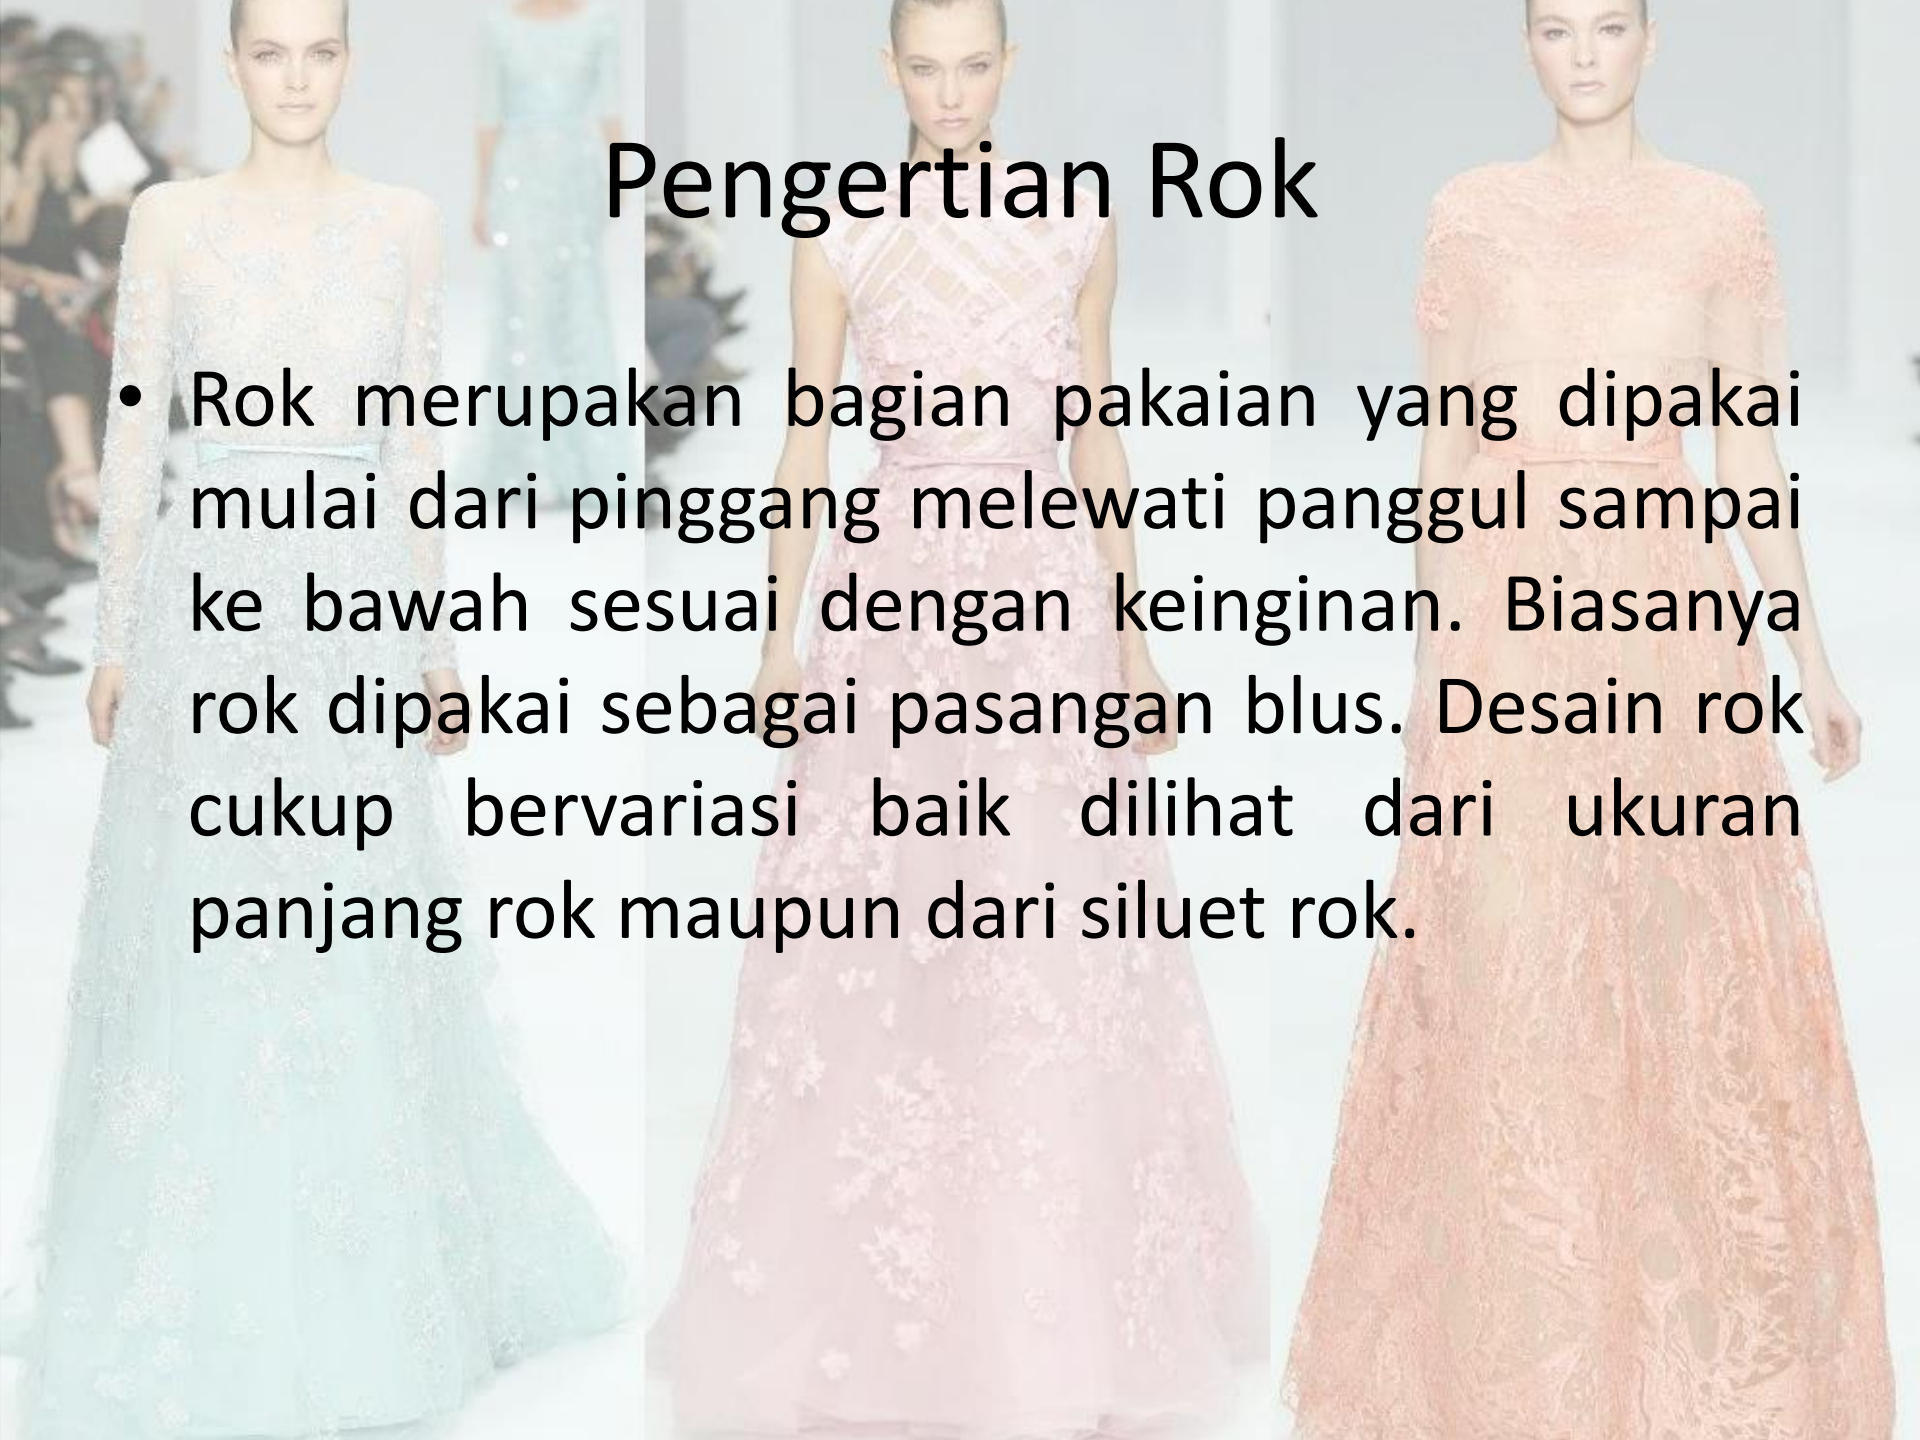 Pengertian Rok
• Rok merupakan bagian pakaian yang dipakai
mulai dari pinggang melewati panggul sampai
ke bawah sesuai dengan keinginan. Biasanya
rok dipakai sebagai pasangan blus. Desain rok
cukup bervariasi baik dilihat dari ukuran
panjang rok maupun dari siluet rok.